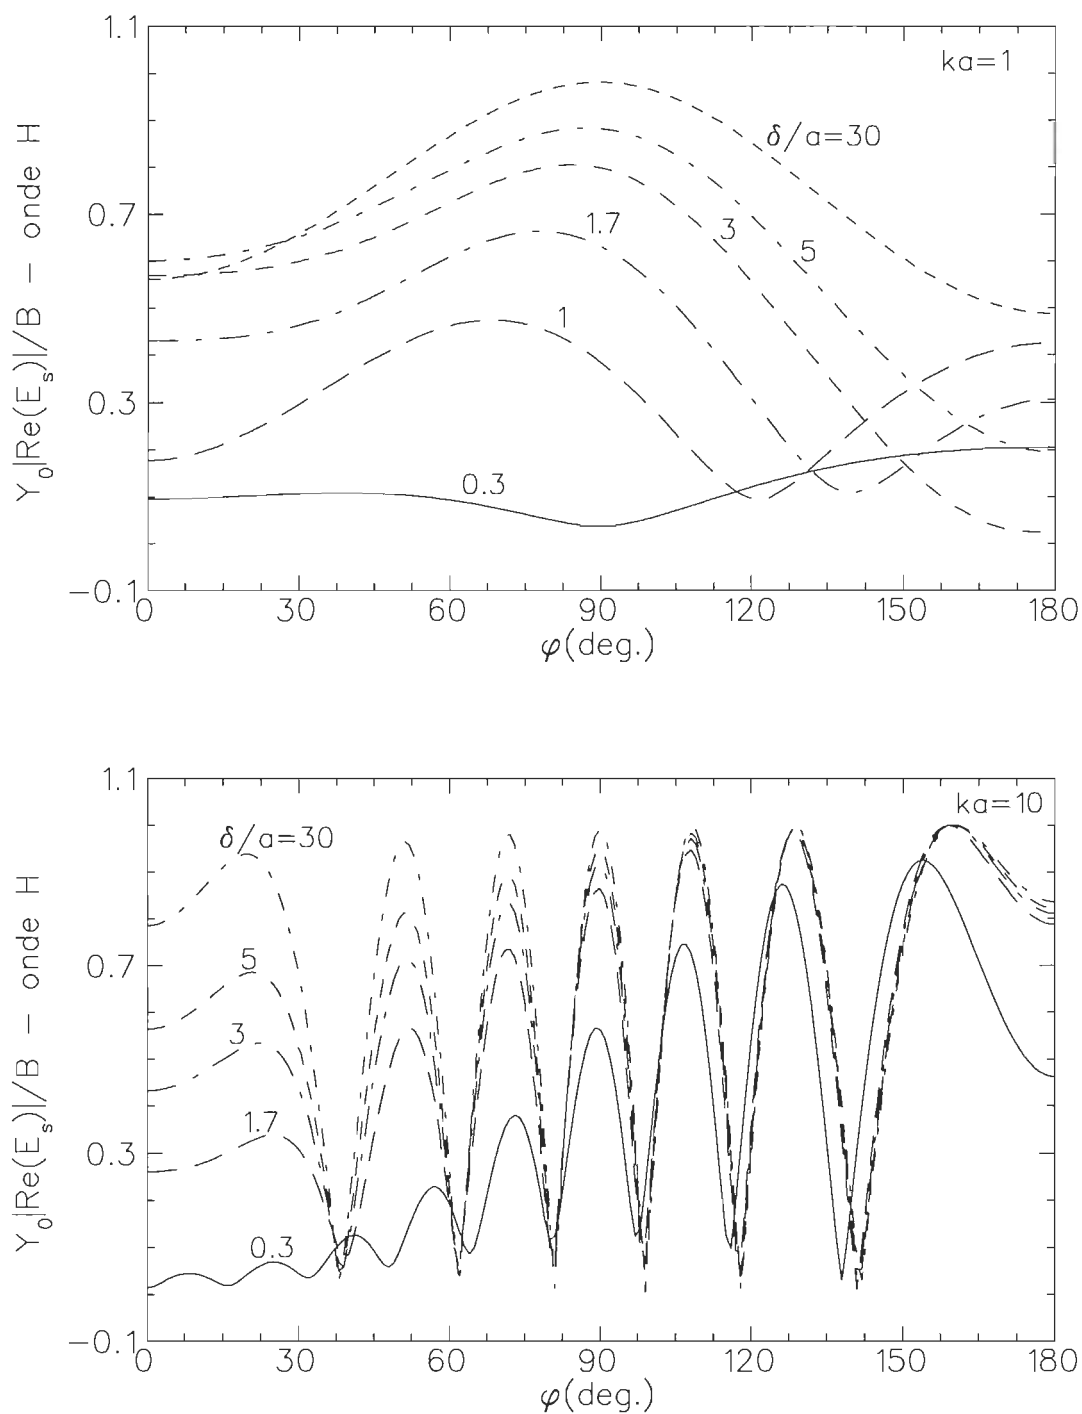 1.1
ka=1
δ/a=30
0.7
1.7
3
5
1
0.3
0.3
-0.1
0 30 60 90 120 150 180
φ(deg.)
Y₀|Re(Eₛ)|/B - onde H
1.1
ka=10
δ/a=30
0.7
5
3
1.7
0.3
0.3
-0.1
0 30 60 90 120 150 180
φ(deg.)
Y₀|Re(Eₛ)|/B - onde H